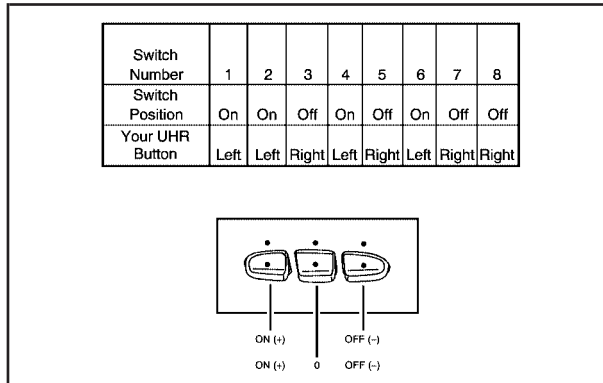 Switch
Number 1 2 3 4 5 6 7 8
Switch
Position On On Off On Off On Off Off
Your UHR
Button Left Left Right Left Right Left Right Right
ON (+) OFF (–)
ON (+) 0 OFF (–)